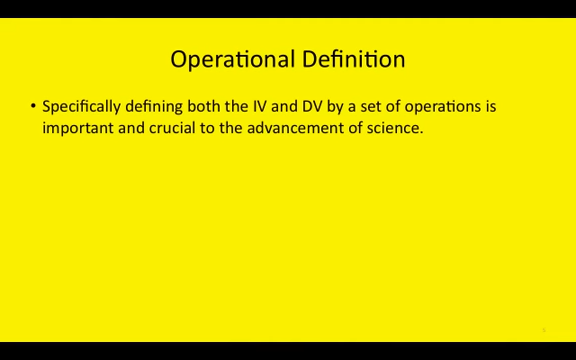 Operational Definition
• Specifically defining both the IV and DV by a set of operations is
important and crucial to the advancement of science.